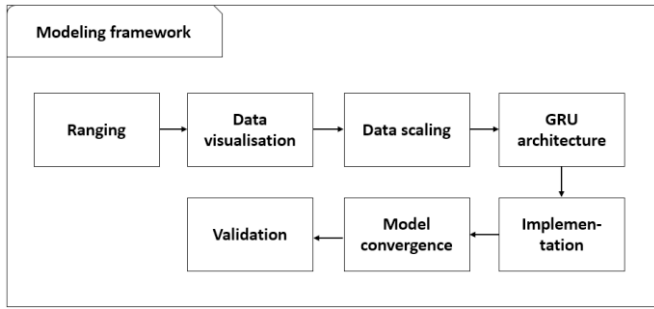 Modeling framework
Ranging
Data
visualisation
Data scaling
GRU
architecture
Implemen-
tation
Model
convergence
Validation